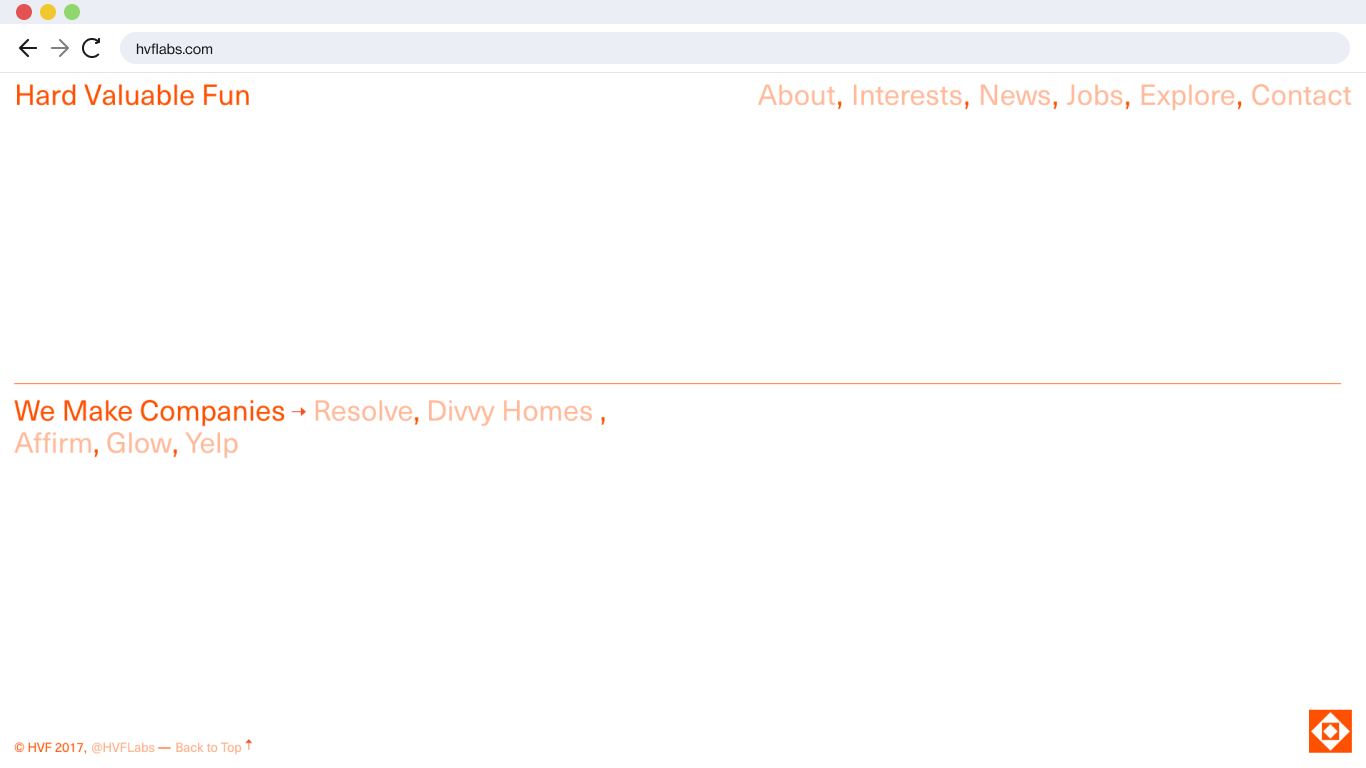 hvflabs.com
Hard Valuable Fun
About, Interests, News, Jobs, Explore, Contact
We Make Companies ➝ Resolve, Divvy Homes ,
Affirm, Glow, Yelp
© HVF 2017, @HVFLabs — Back to Top ↑